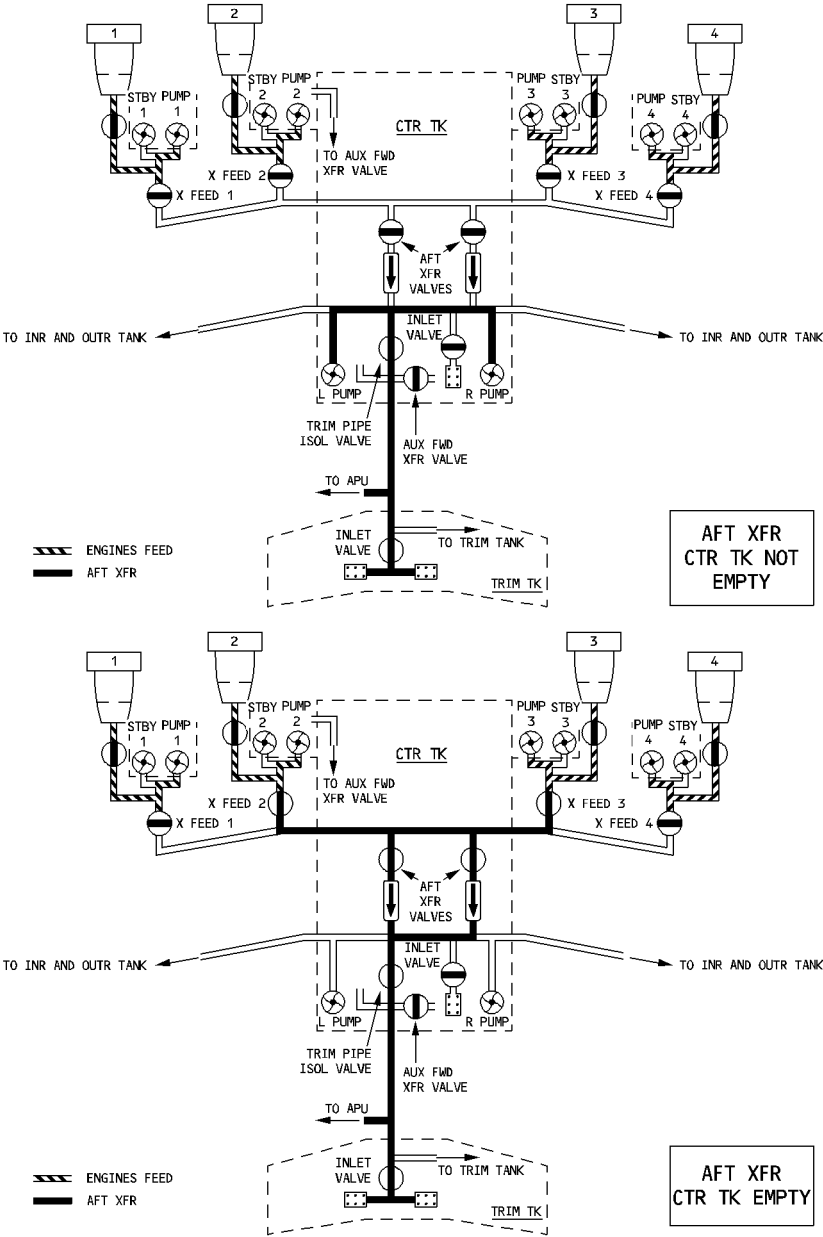 1
2
3
4
STBY PUMP
1 1
STBY PUMP
2 2
PUMP STBY
3 3
PUMP STBY
4 4
CTR TK
TO AUX FWD
XFR VALVE
X FEED 2
X FEED 1
X FEED 3
X FEED 4
AFT
XFR
VALVES
TO INR AND OUTR TANK
INLET
VALVE
TO INR AND OUTR TANK
L PUMP
R PUMP
TRIM PIPE
ISOL VALVE
AUX FWD
XFR VALVE
TO APU
INLET
VALVE
TO TRIM TANK
TRIM TK
ENGINES FEED
AFT XFR
AFT XFR
CTR TK NOT
EMPTY
1
2
3
4
STBY PUMP
1 1
STBY PUMP
2 2
PUMP STBY
3 3
PUMP STBY
4 4
CTR TK
TO AUX FWD
XFR VALVE
X FEED 2
X FEED 1
X FEED 3
X FEED 4
AFT
XFR
VALVES
TO INR AND OUTR TANK
INLET
VALVE
TO INR AND OUTR TANK
L PUMP
R PUMP
TRIM PIPE
ISOL VALVE
AUX FWD
XFR VALVE
TO APU
INLET
VALVE
TO TRIM TANK
TRIM TK
ENGINES FEED
AFT XFR
AFT XFR
CTR TK EMPTY